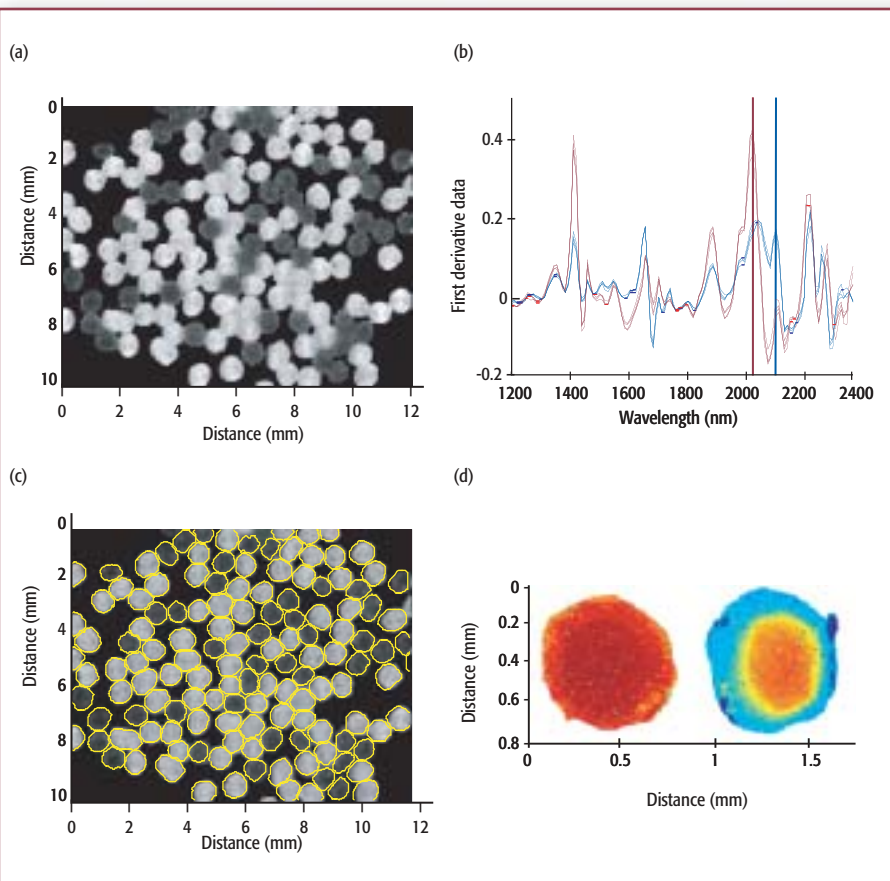 (a)
0
2
4
6
8
10
Distance (mm)
0 2 4 6 8 10 12
Distance (mm)
(b)
0.4
0.2
0
-0.2
First derivative data
1200 1400 1600 1800 2000 2200 2400
Wavelength (nm)
(c)
0
2
4
6
8
10
Distance (mm)
0 2 4 6 8 10 12
Distance (mm)
(d)
0
0.2
0.4
0.6
0.8
Distance (mm)
0 0.5 1 1.5
Distance (mm)